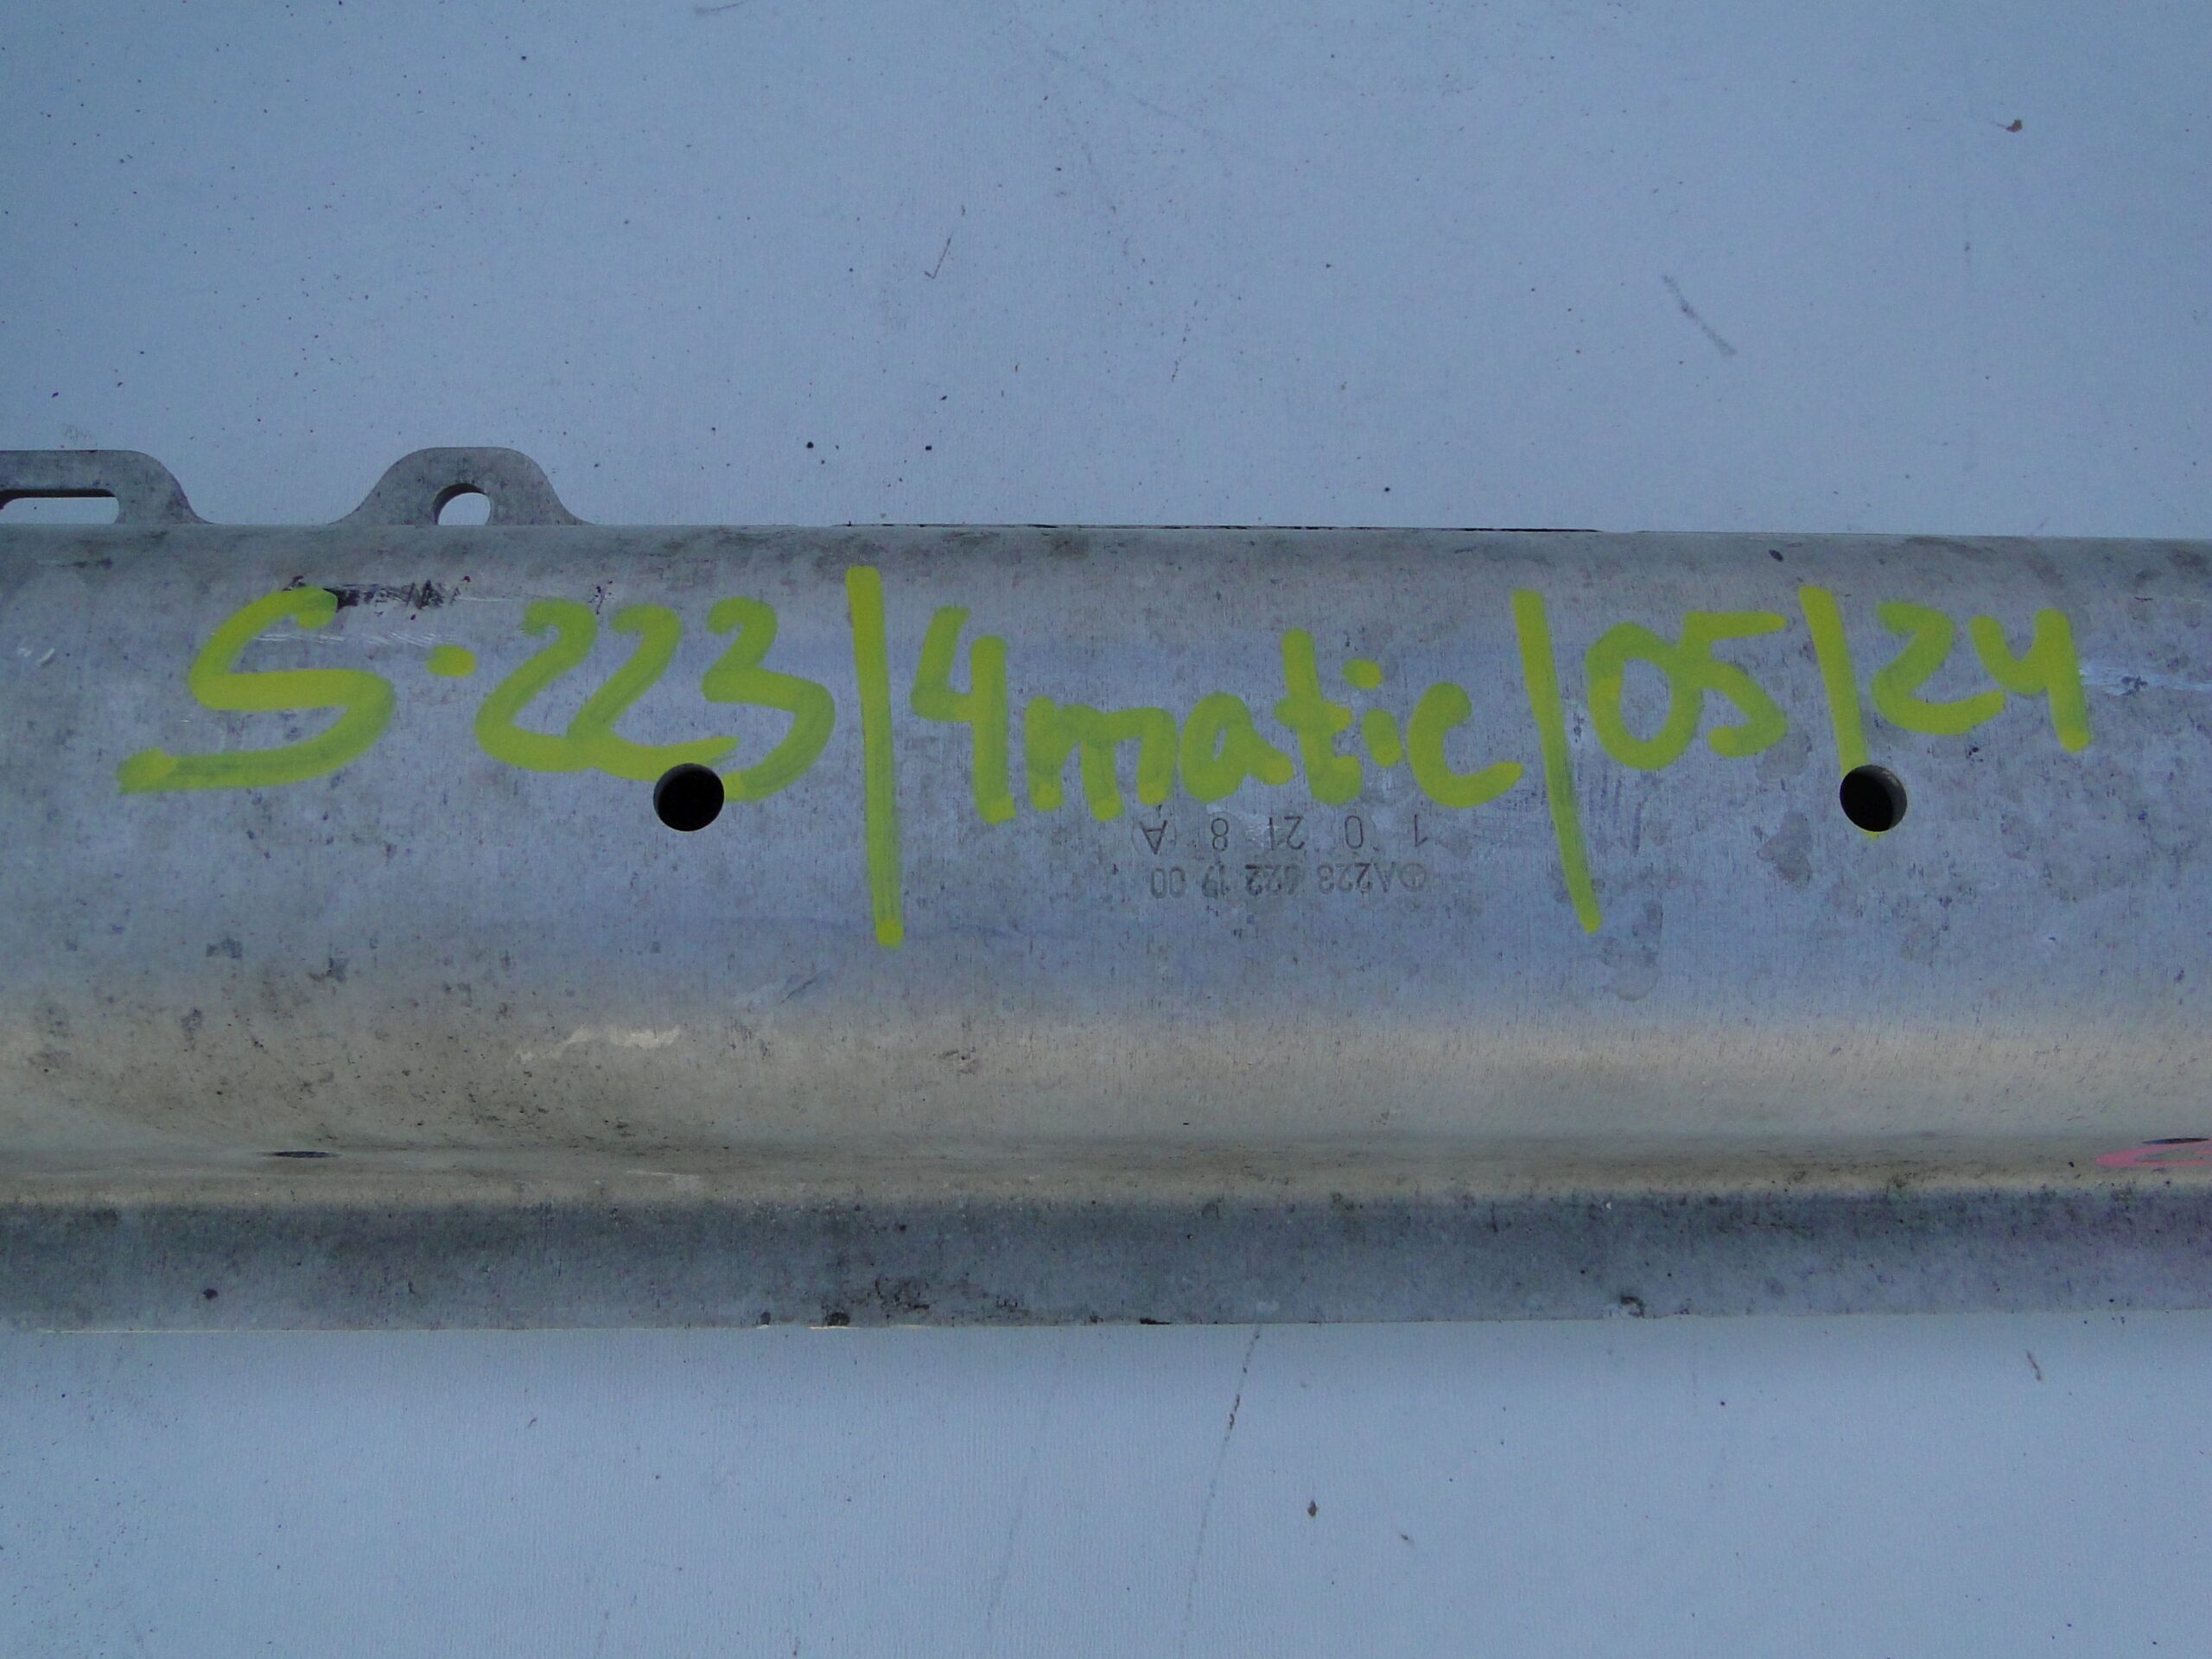 S-223/4matic/05/24
A223 622 19 00
1 0 21 8 A